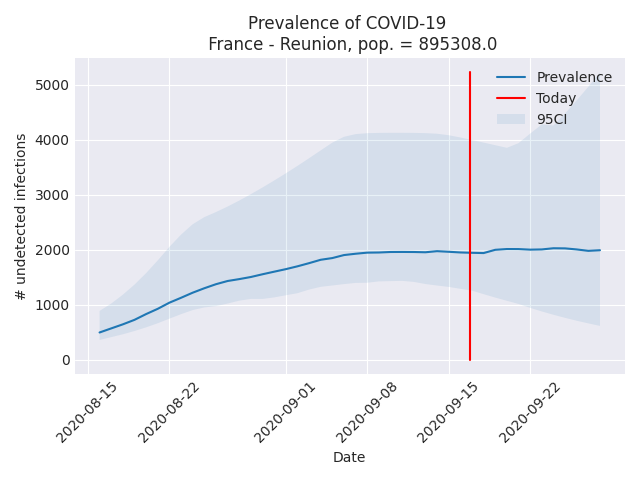 Prevalence of COVID-19
France - Reunion, pop. = 895308.0
Prevalence
Today
95CI
5000
4000
3000
2000
1000
0
# undetected infections
2020-08-15
2020-08-22
2020-09-01
2020-09-08
2020-09-15
2020-09-22
Date